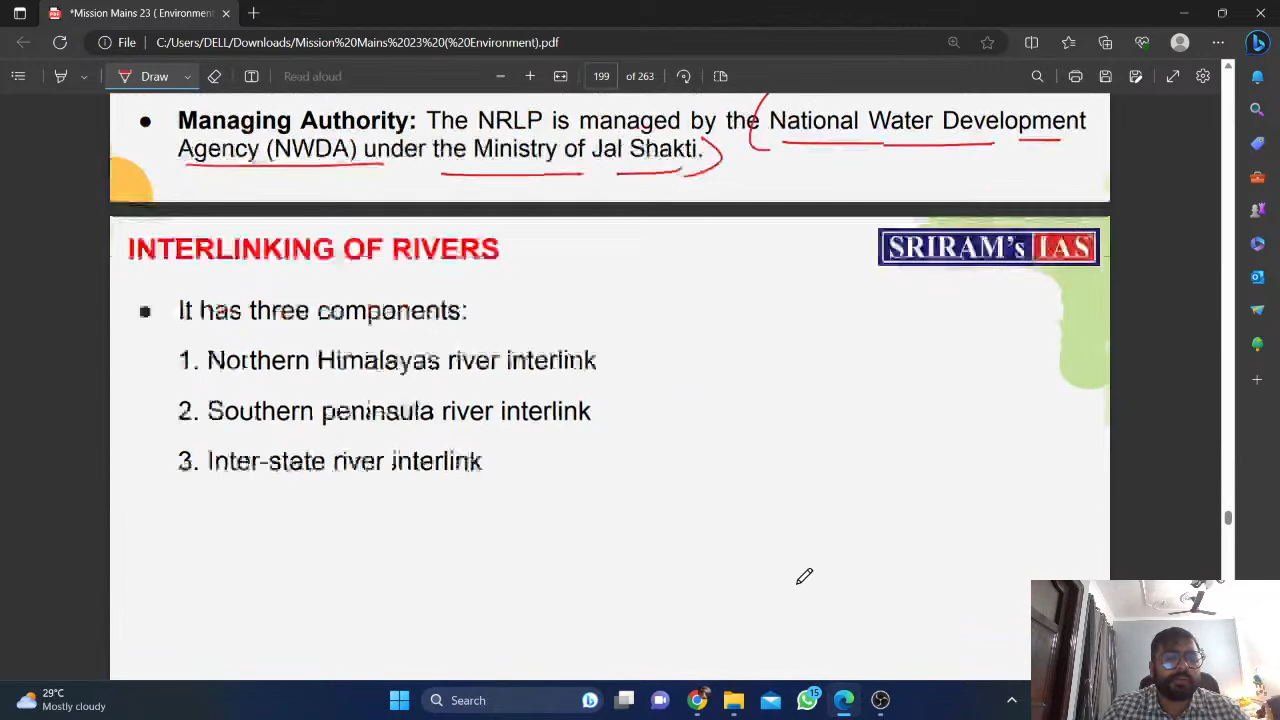 *Mission Mains 23 ( Environment
File
C:/Users/DELL/Downloads/Mission%20Mains%2023%20(%20Environment).pdf
Draw
Read aloud
199 of 263
● Managing Authority: The NRLP is managed by the National Water Development
Agency (NWDA) under the Ministry of Jal Shakti.
INTERLINKING OF RIVERS
SRIRAM's IAS
▪ It has three components:
1. Northern Himalayas river interlink
2. Southern peninsula river interlink
3. Inter-state river interlink
29°C
Mostly cloudy
Search
15